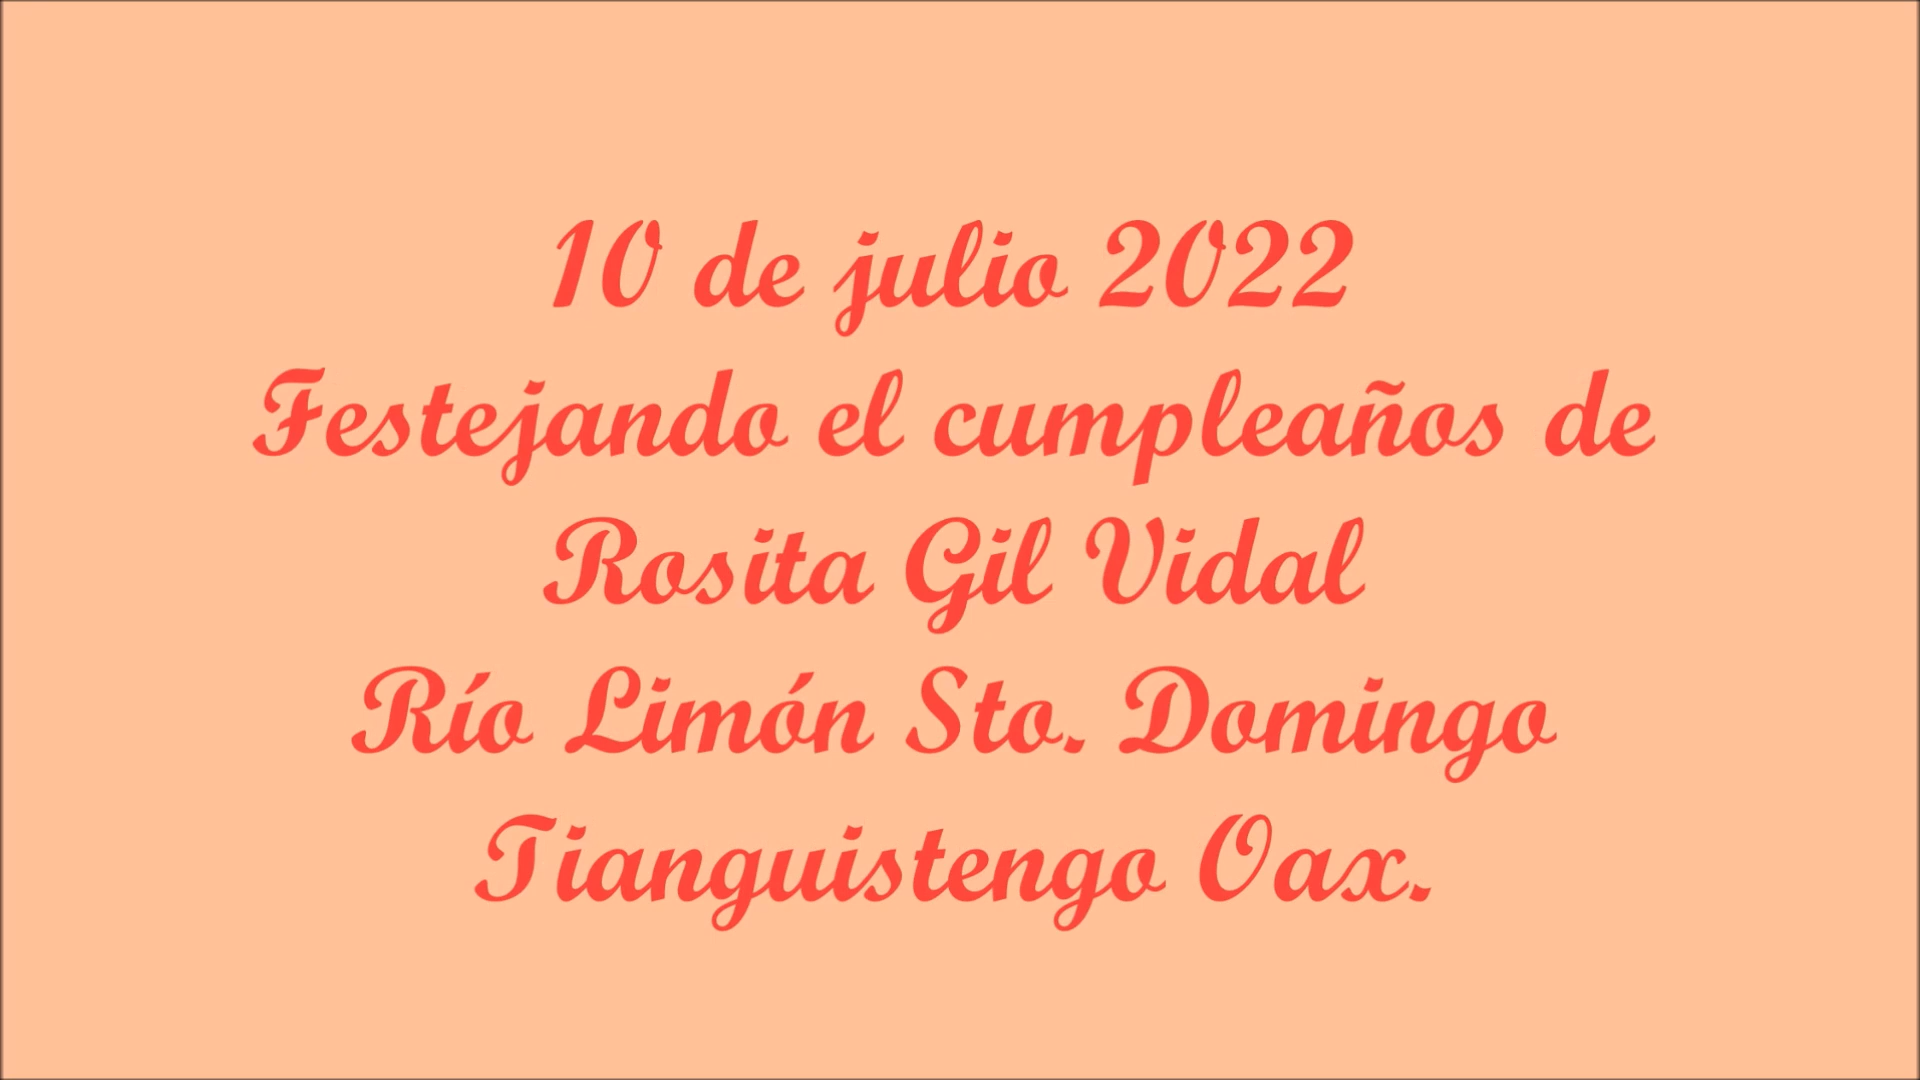 10 de julio 2022
Festejando el cumpleaños de
Rosita Gil Vidal
Río Limón Sto. Domingo
Tianguistengo Oax.